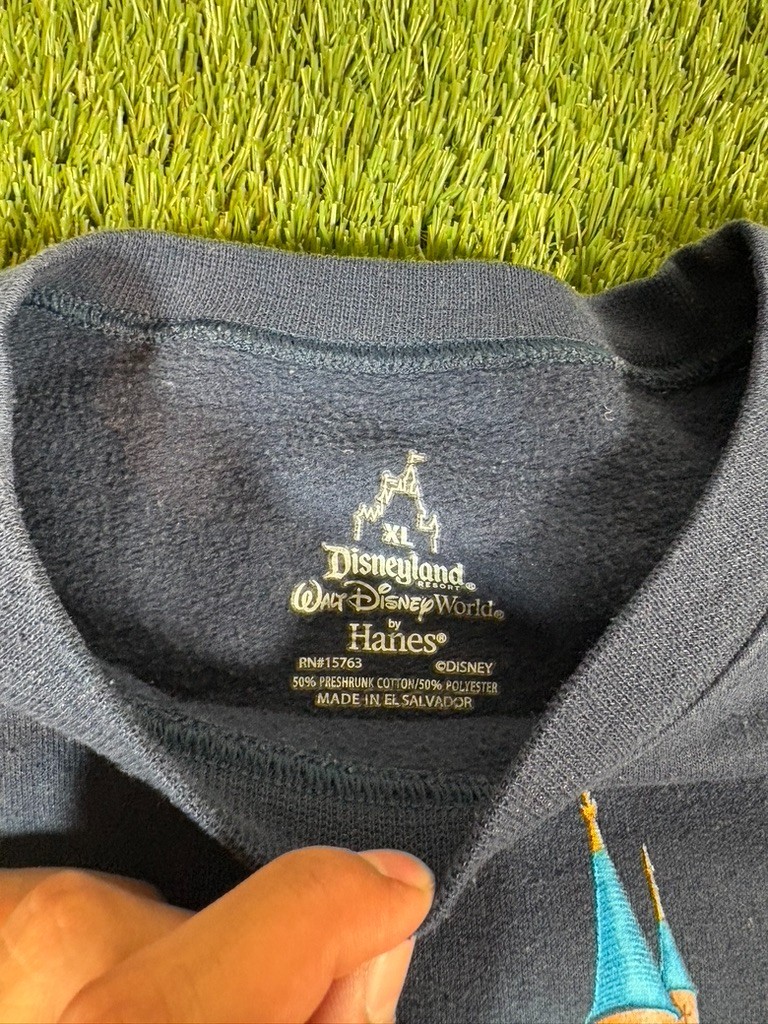 XL
Disneyland®
RESORT
Walt Disney World®
by
Hanes®
RN#15763 ©DISNEY
50% PRESHRUNK COTTON/50% POLYESTER
MADE IN EL SALVADOR